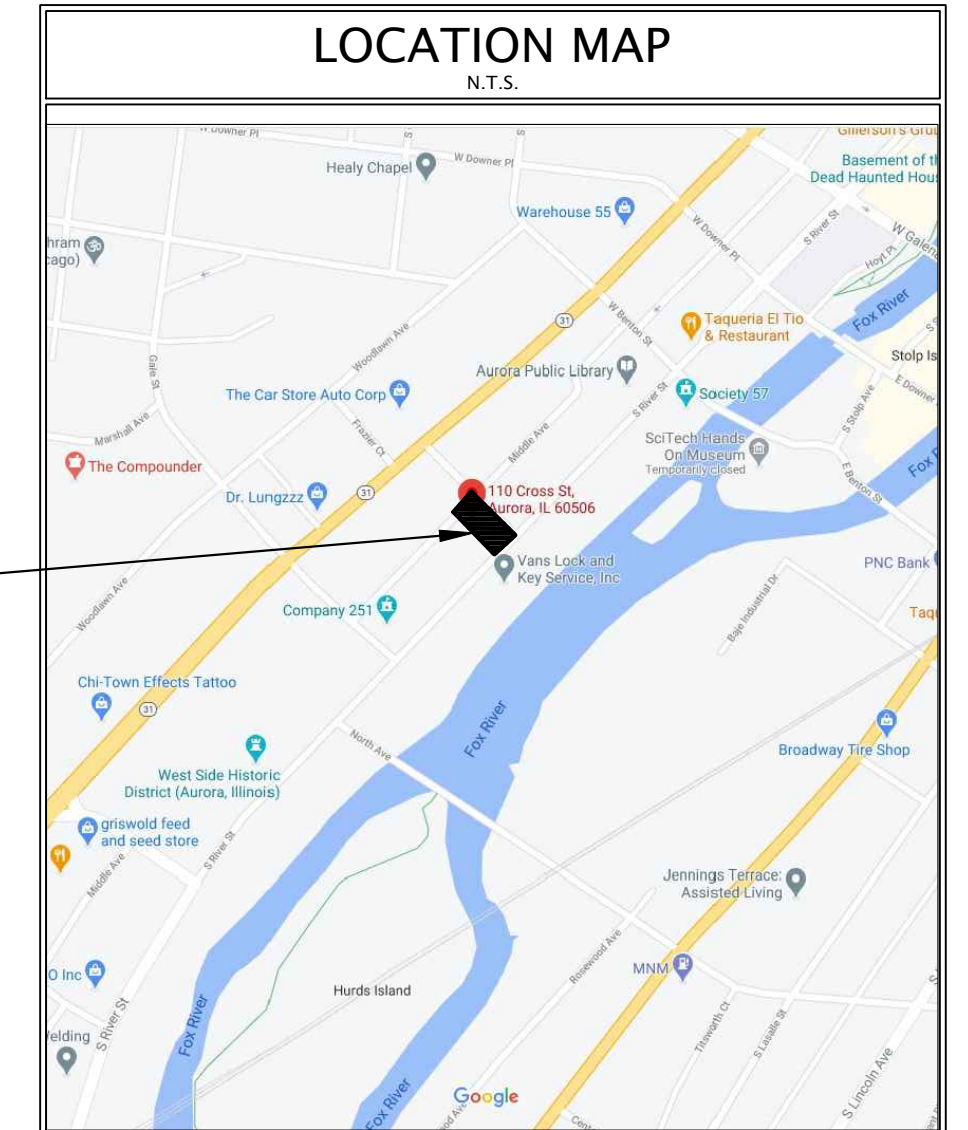 LOCATION MAP
N.T.S.
W Downer Pl
W Downer Pl
Healy Chapel
Basement of
Dead Haunted
Warehouse 55
S River St
W Downer Pl
W
Hoyt Pl
Fox River
31
W Benton St
Taqueria El Tio
& Restaurant
Woodlawn Ave
Gale St
Aurora Public Library
Stolp
E Downer
The Car Store Auto Corp
Society 57
S River St
S Stolp Ave
Marshall Ave
Frazier Ct
Middle Ave
SciTech Hands
On Museum
Temporarily closed
The Compounder
E Benton St
Fox
Dr. Lungzzz
31
110 Cross St,
Aurora, IL 60506
Vans Lock and
Key Service, Inc
PNC Bank
Woodlawn Ave
Company 251
Baje Industrial Dr
Chi-Town Effects Tattoo
31
Fox River
North Ave
Broadway Tire Shop
West Side Historic
District (Aurora, Illinois)
griswold feed
and seed store
S River St
Middle Ave
Jennings Terrace:
Assisted Living
Rosewood Ave
MNM
O Inc
Hurds Island
S River St
Fox River
Titsworth Ct
S Lasalle St
S Lincoln Ave
Fox River
Google